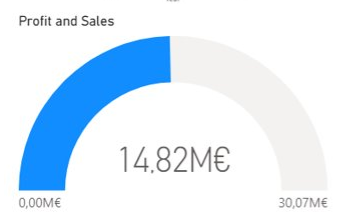 Profit and Sales
14,82M€
0,00M€
30,07M€